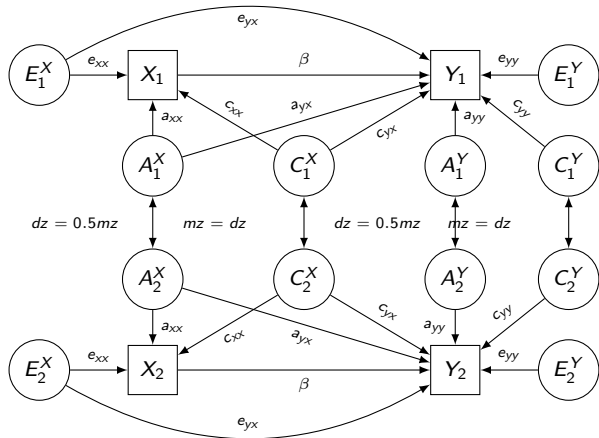 e_yx
E_1^X e_xx X_1 β Y_1 e_yy E_1^Y
a_xx c_xx a_yx c_yx a_yy c_yy
A_1^X C_1^X A_1^Y C_1^Y
dz = 0.5mz mz = dz dz = 0.5mz mz = dz
A_2^X C_2^X A_2^Y C_2^Y
a_xx c_xx a_yx c_yx a_yy c_yy
E_2^X e_xx X_2 β Y_2 e_yy E_2^Y
e_yx